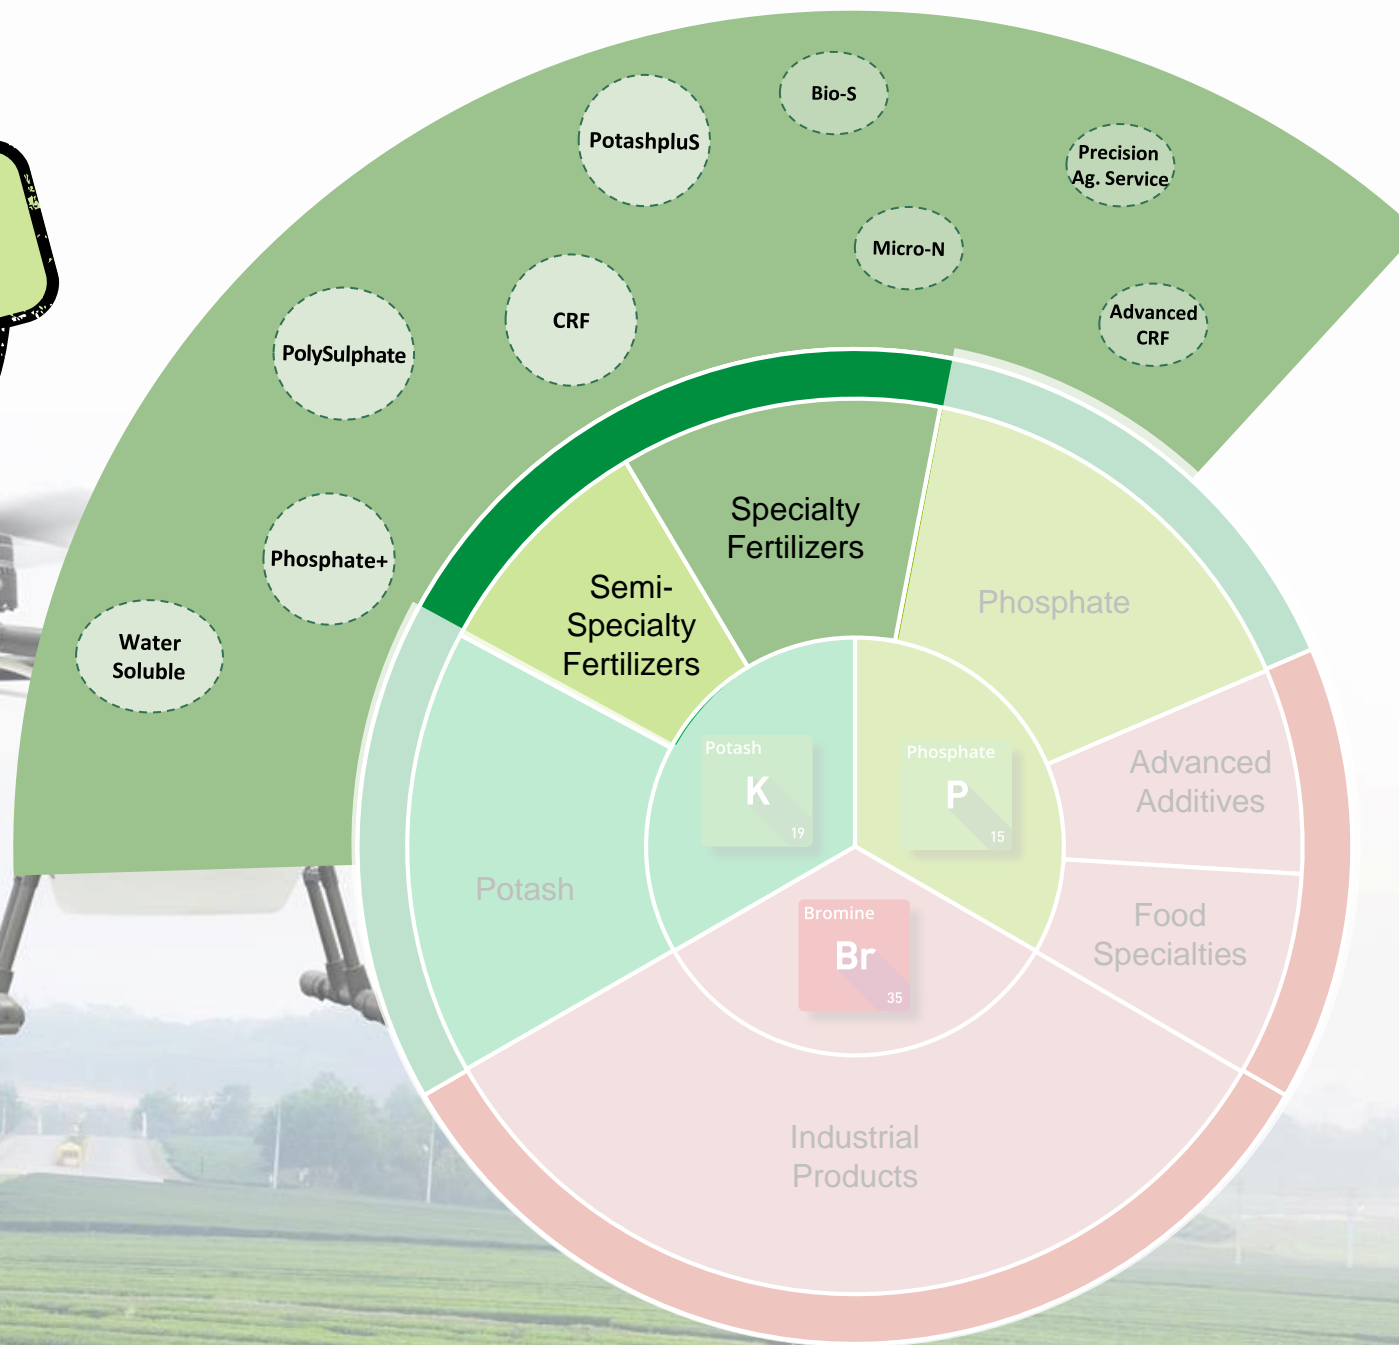 Bio-S
PotashpluS
Precision
Ag. Service
Micro-N
CRF
Advanced
CRF
PolySulphate
Phosphate+
Water
Soluble
Specialty
Fertilizers
Semi-
Specialty
Fertilizers
Phosphate
Advanced
Additives
Potash
K
19
Phosphate
P
15
Potash
Food
Specialties
Bromine
Br
35
Industrial
Products